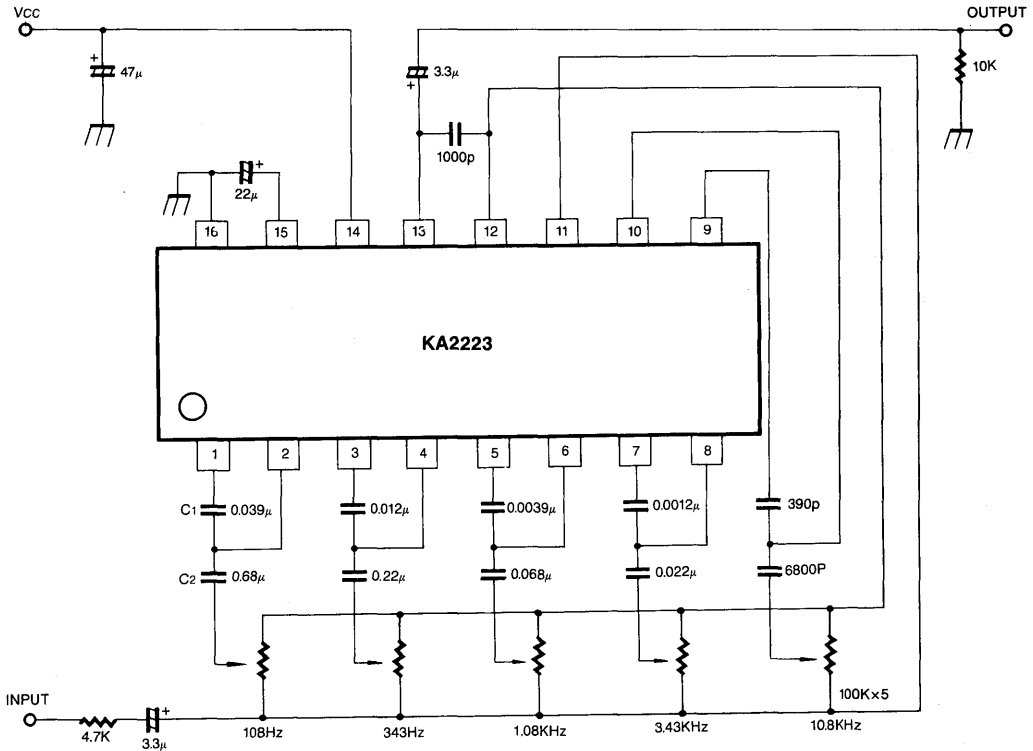 VCC
OUTPUT
+
47μ
3.3μ
+
10K
1000p
+
22μ
16 15 14 13 12 11 10 9
KA2223
1 2 3 4 5 6 7 8
C1 0.039μ 0.012μ 0.0039μ 0.0012μ 390p
C2 0.68μ 0.22μ 0.068μ 0.022μ 6800P
INPUT
100K×5
+
4.7K 3.3μ 108Hz 343Hz 1.08KHz 3.43KHz 10.8KHz